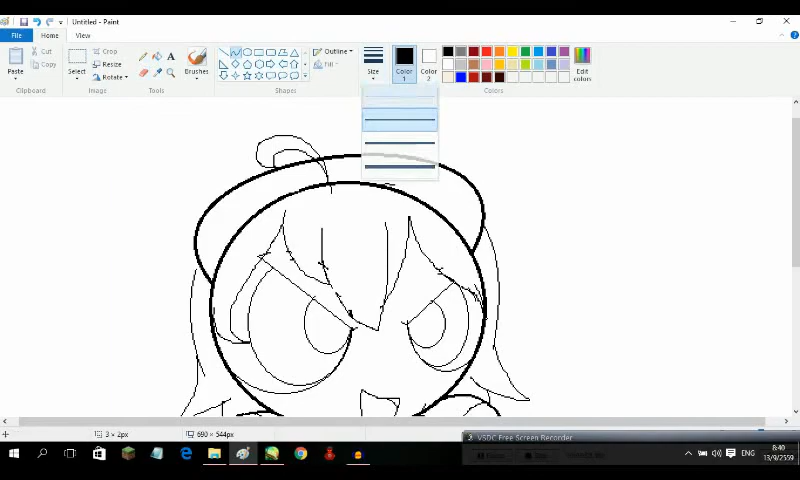 Untitled - Paint
File Home View
Paste Cut Copy Clipboard
Select Crop Resize Rotate Image
Tools
Brushes
Outline Fill Shapes
Size
Color 1
Color 2
Edit colors
Colors
3 × 2px
690 × 544px
VSDC Free Screen Recorder
ENG
8:40
13/9/2559